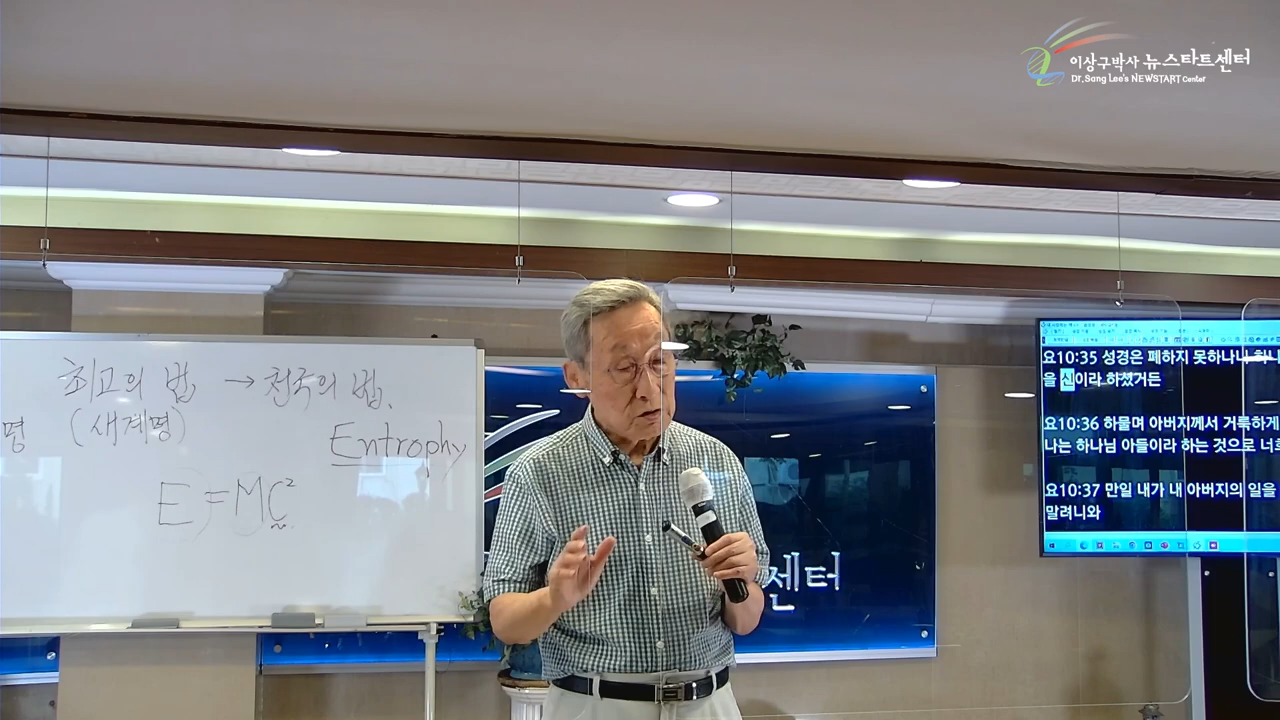 이상구박사 뉴스타트센터
Dr. Sang Lee's NEWSTART Center
최고의 법 → 천국의 법.
명 (새계명)
Entrophy
E = MC²
센터
요10:35 성경은 폐하지 못하나니 하나
을 신이라 하셨거든
요10:36 하물며 아버지께서 거룩하게
나는 하나님 아들이라 하는 것으로 너희
요10:37 만일 내가 내 아버지의 일을
말려니와